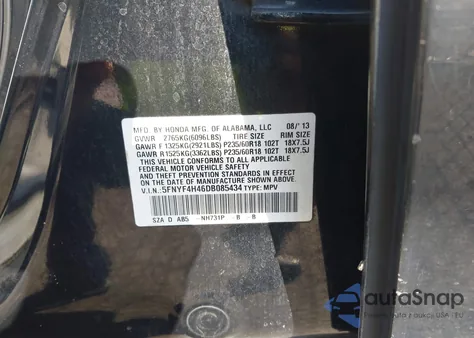 MFD. BY HONDA MFG. OF ALABAMA, LLC 08/'13
GVWR 2765KG(6096LBS) TIRE SIZE RIM SIZE
GAWR F 1325KG(2921LBS) P235/60R18 102T 18X7.5J
GAWR R 1525KG(3362LBS) P235/60R18 102T 18X7.5J
THIS VEHICLE CONFORMS TO ALL APPLICABLE
FEDERAL MOTOR VEHICLE SAFETY
AND THEFT PREVENTION STANDARDS IN EFFECT
ON THE DATE OF MANUFACTURE SHOWN ABOVE.
V.I.N.: 5FNYF4H46DB085434 TYPE: MPV
SZA D AB5 NH731P B B
autoSnap